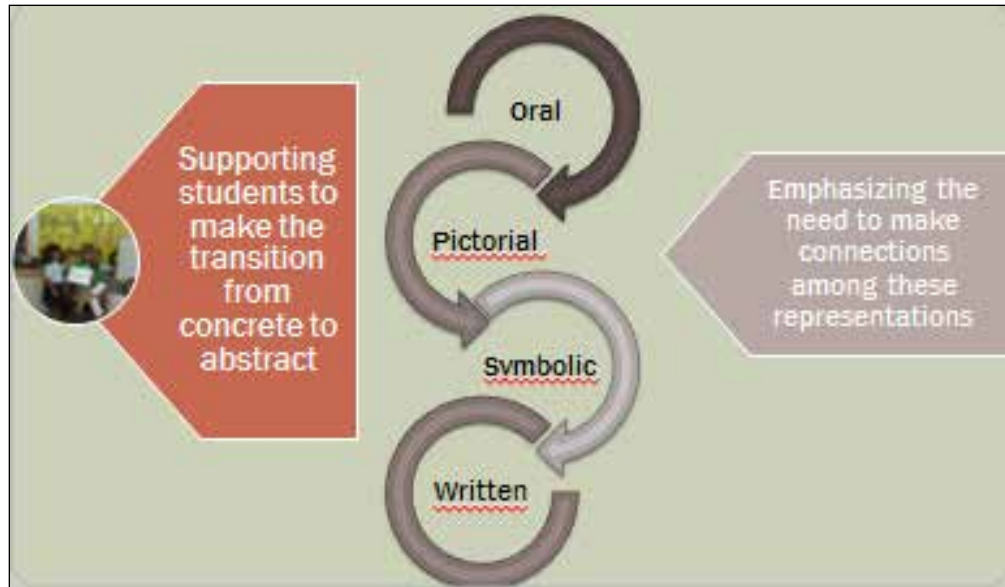 Supporting
students to
make the
transition
from
concrete to
abstract
Oral
Pictorial
Symbolic
Written
Emphasizing the
need to make
connections
among these
representations